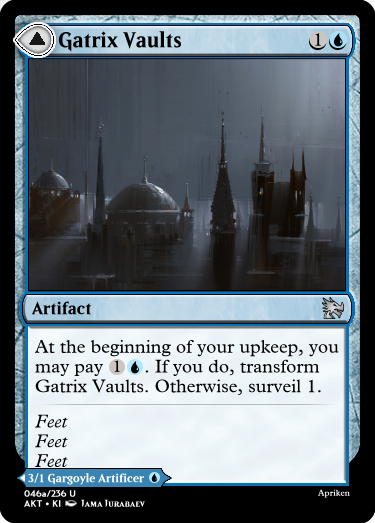 Gatrix Vaults 1
Artifact
At the beginning of your upkeep, you
may pay 1. If you do, transform
Gatrix Vaults. Otherwise, surveil 1.
Feet
Feet
Feet
3/1 Gargoyle Artificer
046a/236 U
Apriken
AKT • KI Jama Jurabaev